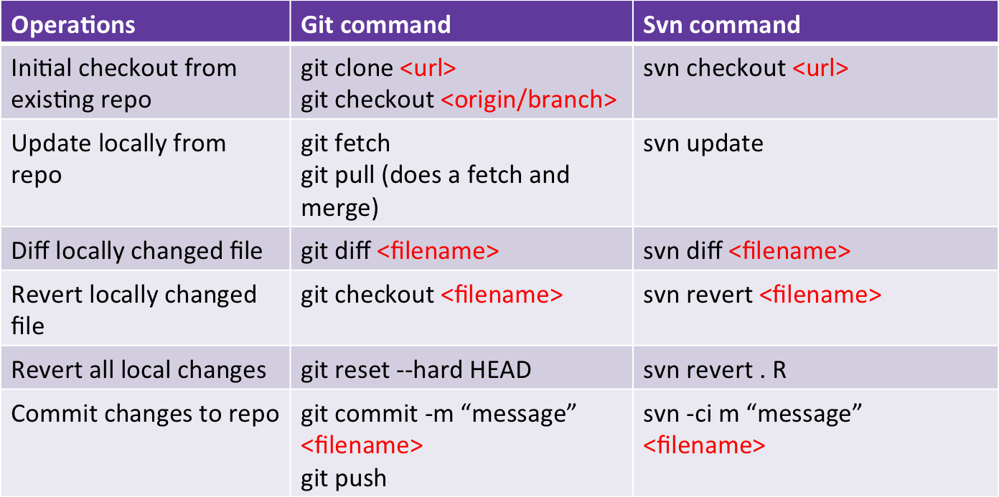 Operations Git command Svn command
Initial checkout from git clone <url> svn checkout <url>
existing repo git checkout <origin/branch>
Update locally from git fetch svn update
repo git pull (does a fetch and
merge)
Diff locally changed file git diff <filename> svn diff <filename>
Revert locally changed git checkout <filename> svn revert <filename>
file
Revert all local changes git reset --hard HEAD svn revert . R
Commit changes to repo git commit -m “message” svn -ci m “message”
<filename> <filename>
git push